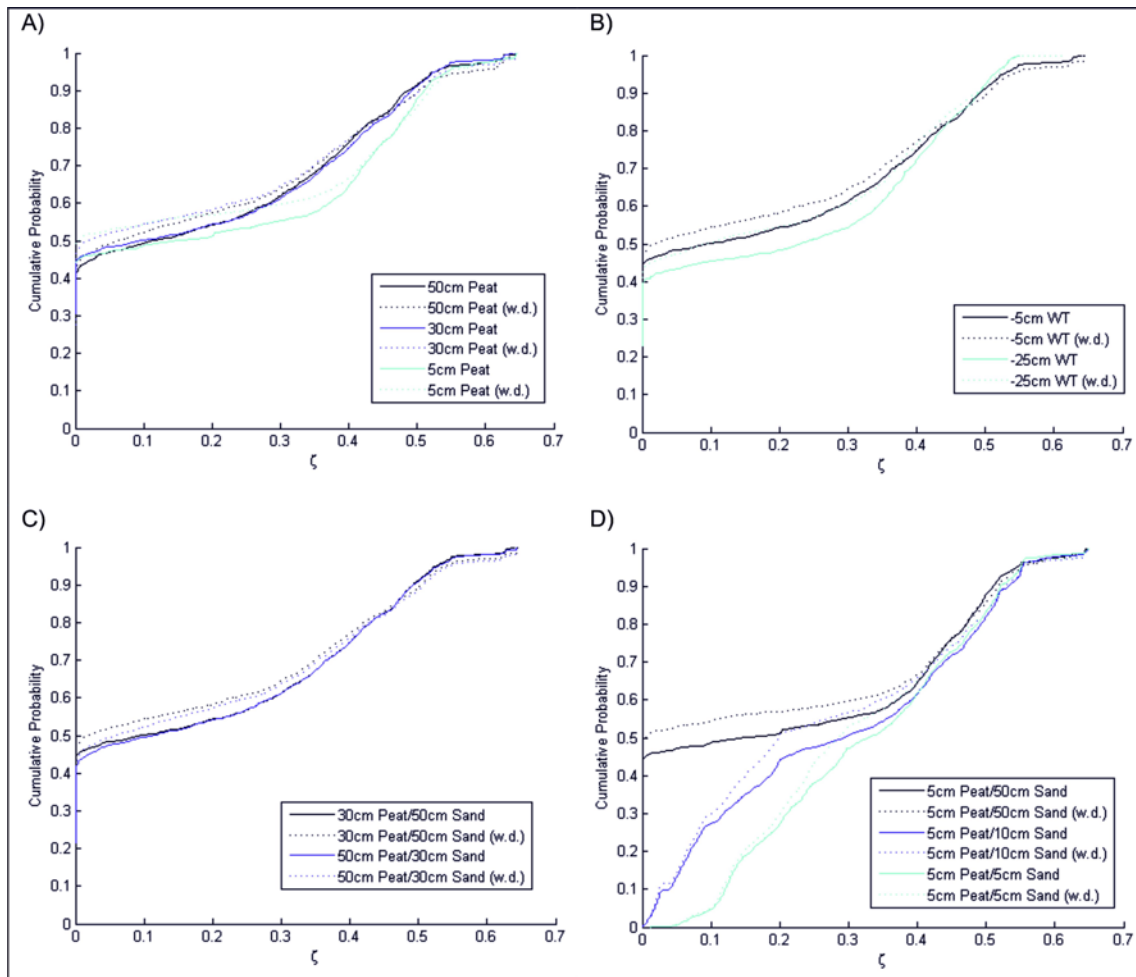 A)
1
0.9
0.8
0.7
0.6
0.5
0.4
0.3
0.2
0.1
0
Cumulative Probability
50cm Peat
50cm Peat (w.d.)
30cm Peat
30cm Peat (w.d.)
5cm Peat
5cm Peat (w.d.)
0 0.1 0.2 0.3 0.4 0.5 0.6 0.7
ζ
B)
1
0.9
0.8
0.7
0.6
0.5
0.4
0.3
0.2
0.1
0
Cumulative Probability
-5cm WT
-5cm WT (w.d.)
-25cm WT
-25cm WT (w.d.)
0 0.1 0.2 0.3 0.4 0.5 0.6 0.7
ζ
C)
1
0.9
0.8
0.7
0.6
0.5
0.4
0.3
0.2
0.1
0
Cumulative Probability
30cm Peat/50cm Sand
30cm Peat/50cm Sand (w.d.)
50cm Peat/30cm Sand
50cm Peat/30cm Sand (w.d.)
0 0.1 0.2 0.3 0.4 0.5 0.6 0.7
ζ
D)
1
0.9
0.8
0.7
0.6
0.5
0.4
0.3
0.2
0.1
0
Cumulative Probability
5cm Peat/50cm Sand
5cm Peat/50cm Sand (w.d.)
5cm Peat/10cm Sand
5cm Peat/10cm Sand (w.d.)
5cm Peat/5cm Sand
5cm Peat/5cm Sand (w.d.)
0 0.1 0.2 0.3 0.4 0.5 0.6 0.7
ζ